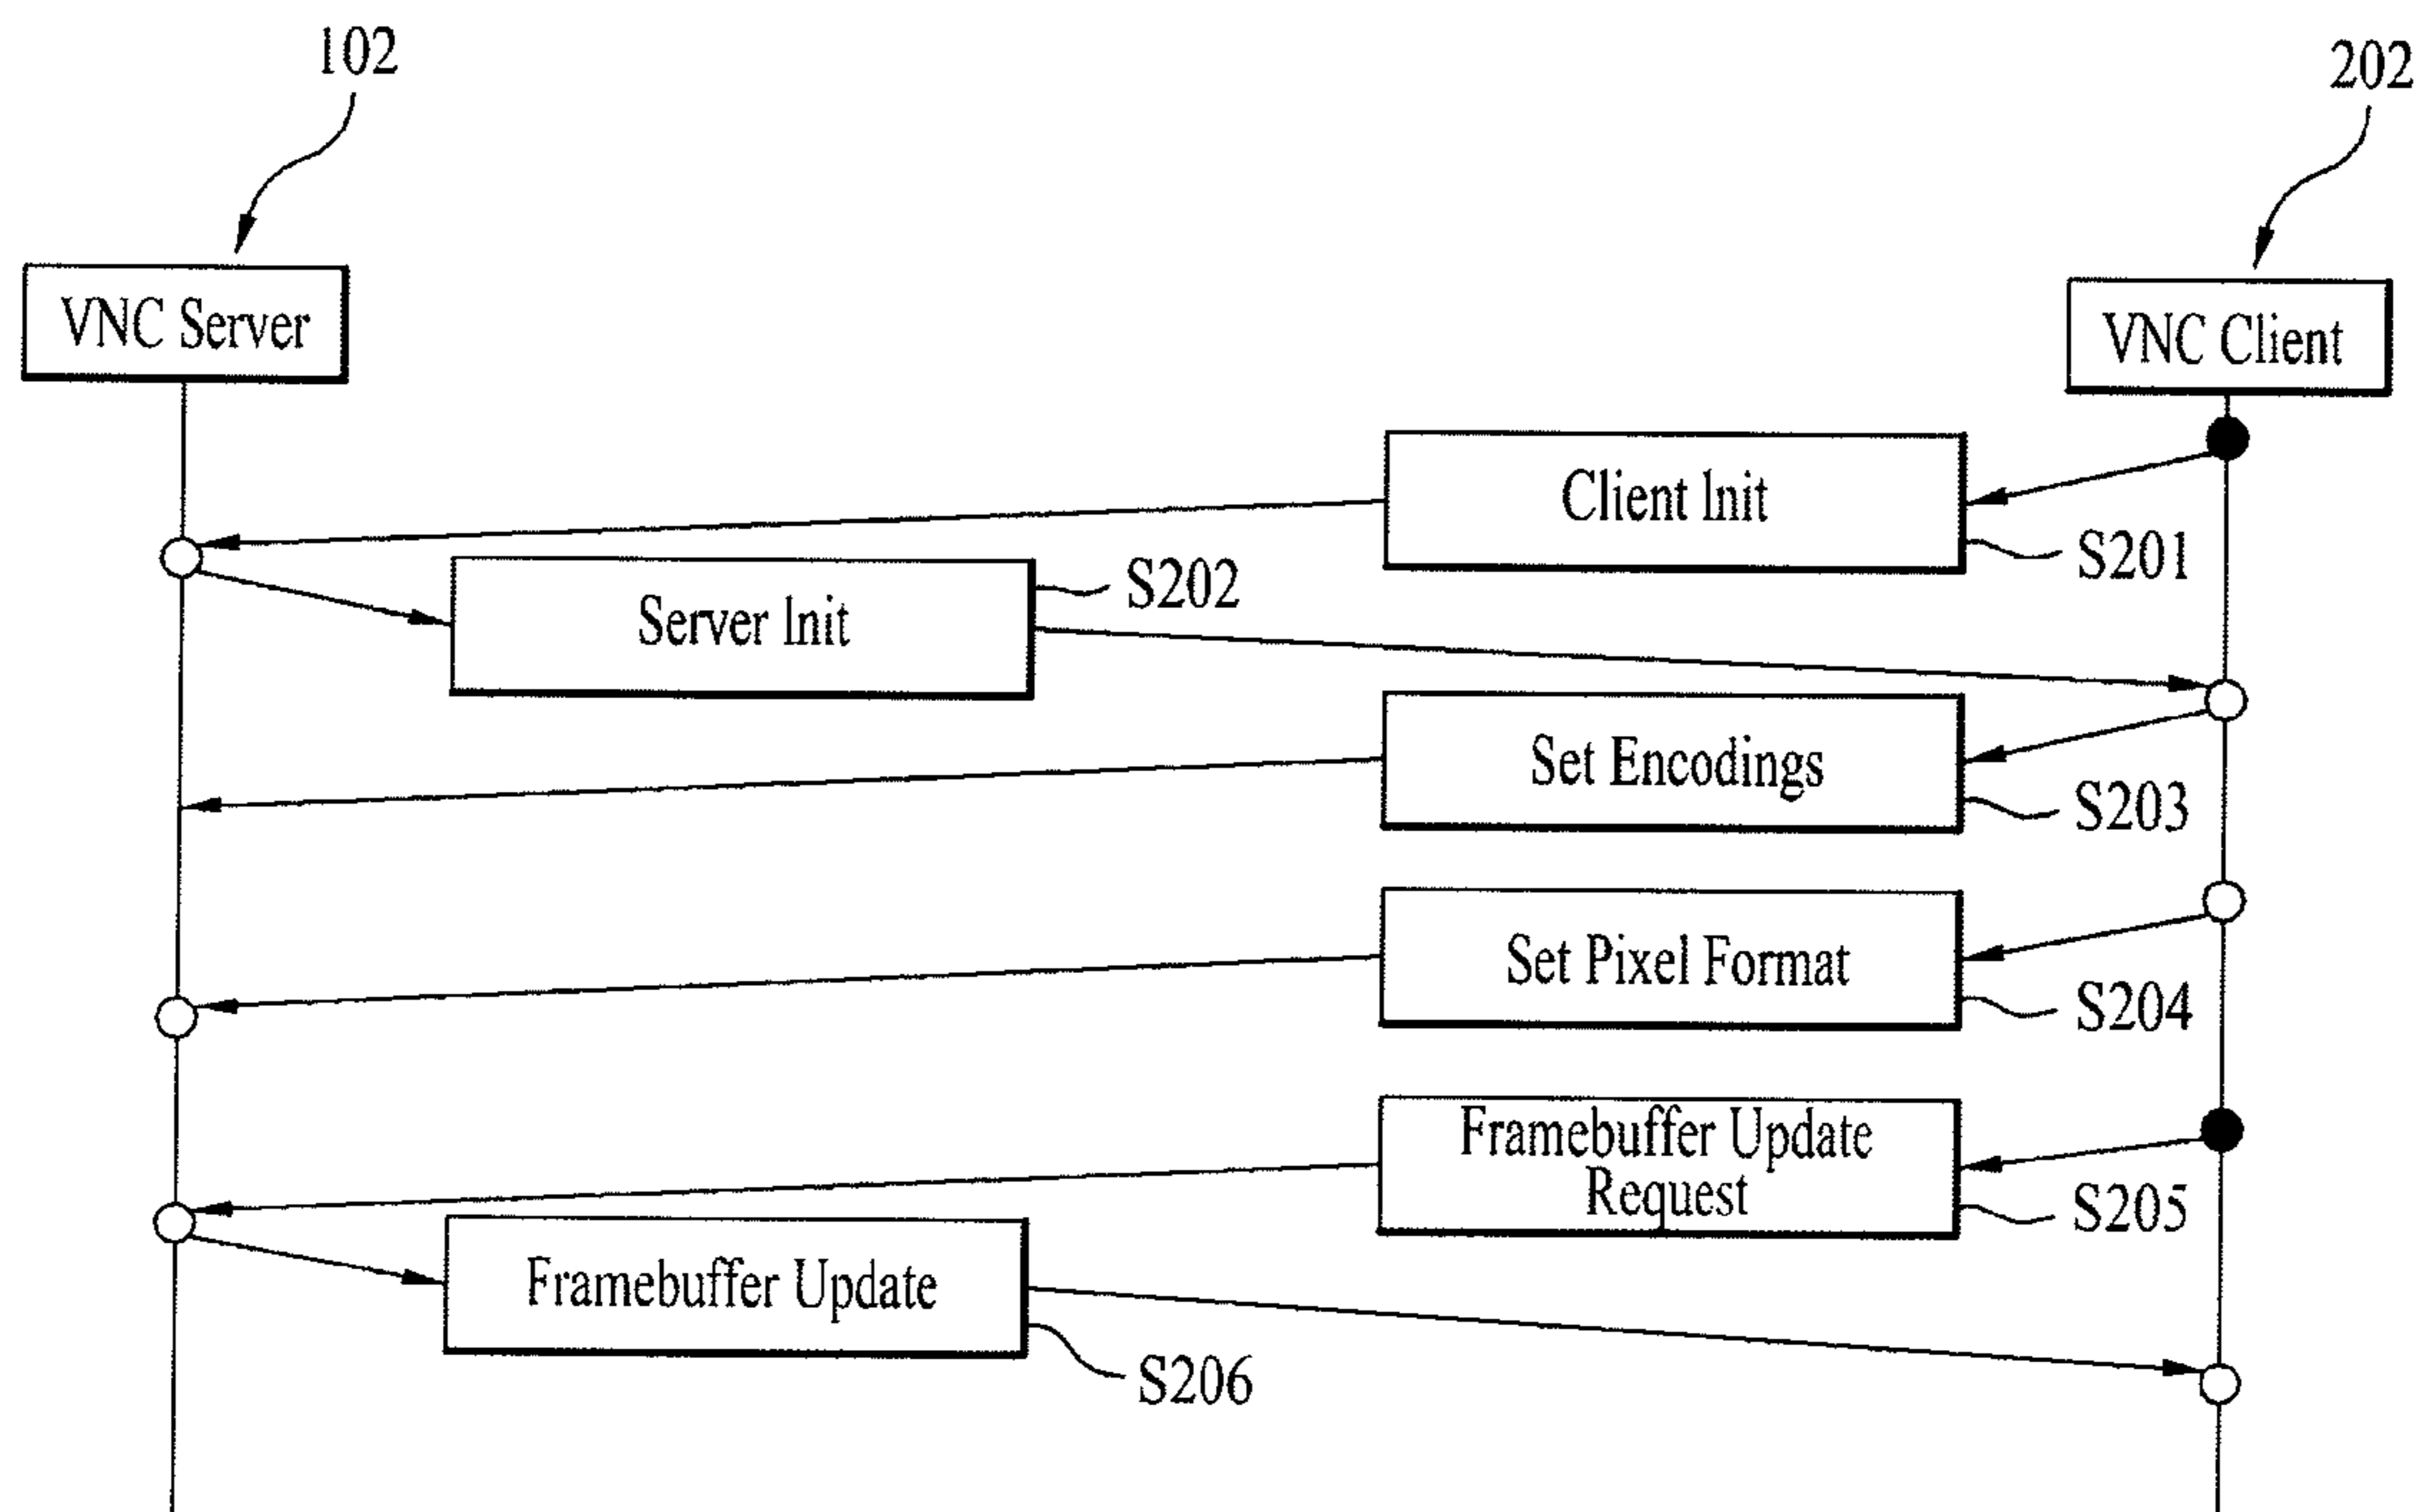 102
202
VNC Server
VNC Client
Client Init
S201
S202
Server Init
Set Encodings
S203
Set Pixel Format
S204
Framebuffer Update
Request
S205
Framebuffer Update
S206